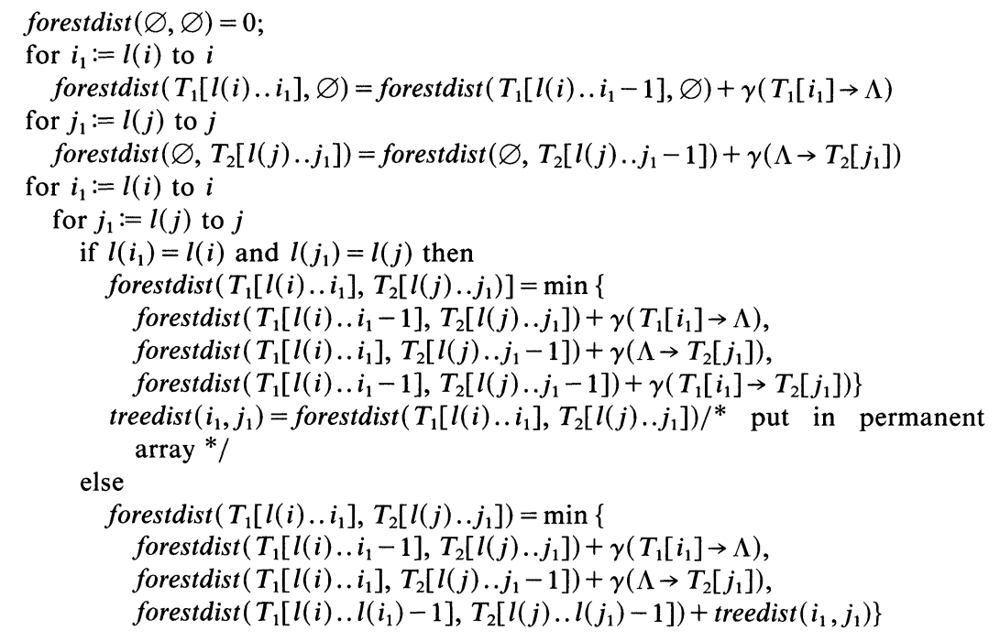 forestdist(∅, ∅) = 0;
for i₁ := l(i) to i
forestdist(T₁[l(i)..i₁], ∅) = forestdist(T₁[l(i)..i₁ − 1], ∅) + γ(T₁[i₁] → Λ)
for j₁ := l(j) to j
forestdist(∅, T₂[l(j)..j₁]) = forestdist(∅, T₂[l(j)..j₁ − 1]) + γ(Λ → T₂[j₁])
for i₁ := l(i) to i
for j₁ := l(j) to j
if l(i₁) = l(i) and l(j₁) = l(j) then
forestdist(T₁[l(i)..i₁], T₂[l(j)..j₁)] = min {
forestdist(T₁[l(i)..i₁ − 1], T₂[l(j)..j₁]) + γ(T₁[i₁] → Λ),
forestdist(T₁[l(i)..i₁], T₂[l(j)..j₁ − 1]) + γ(Λ → T₂[j₁]),
forestdist(T₁[l(i)..i₁ − 1], T₂[l(j)..j₁ − 1]) + γ(T₁[i₁] → T₂[j₁])}
treedist(i₁, j₁) = forestdist(T₁[l(i)..i₁], T₂[l(j)..j₁])/* put in permanent
array */
else
forestdist(T₁[l(i)..i₁], T₂[l(j)..j₁]) = min {
forestdist(T₁[l(i)..i₁ − 1], T₂[l(j)..j₁]) + γ(T₁[i₁] → Λ),
forestdist(T₁[l(i)..i₁], T₂[l(j)..j₁ − 1]) + γ(Λ → T₂[j₁]),
forestdist(T₁[l(i)..l(i₁) − 1], T₂[l(j)..l(j₁) − 1]) + treedist(i₁, j₁)}